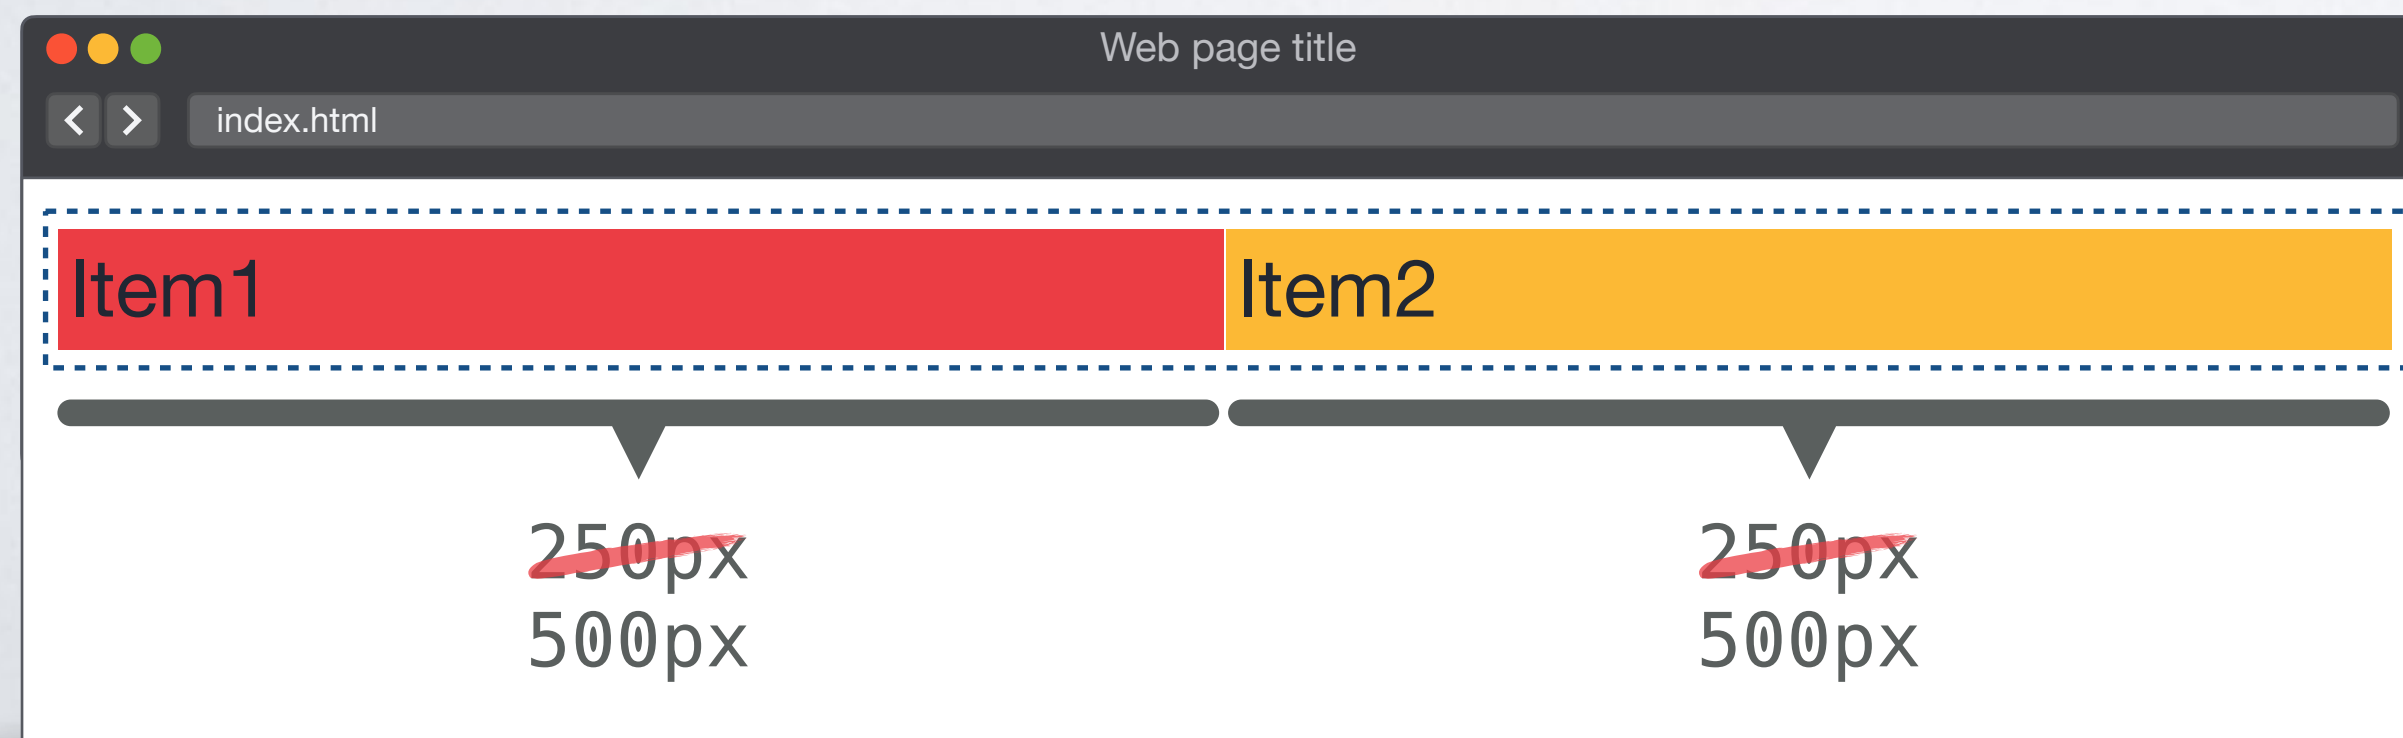 Web page title
index.html
Item1 Item2
250px 250px
500px 500px